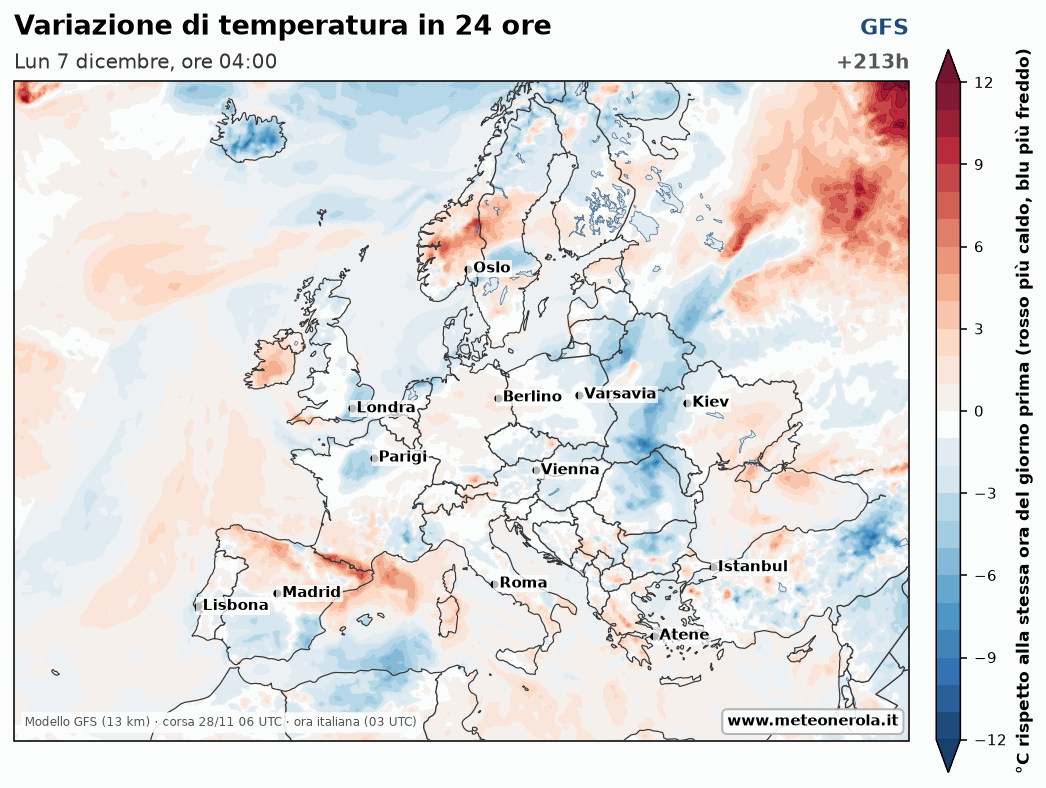 Variazione di temperatura in 24 ore
GFS
Lun 7 dicembre, ore 04:00
+213h
Oslo
Londra
Berlino
Varsavia
Kiev
Parigi
Vienna
Istanbul
Roma
Madrid
Lisbona
Atene
Modello GFS (13 km) · corsa 28/11 06 UTC · ora italiana (03 UTC)
www.meteonerola.it
12
9
6
3
0
−3
−6
−9
−12
°C rispetto alla stessa ora del giorno prima (rosso più caldo, blu più freddo)